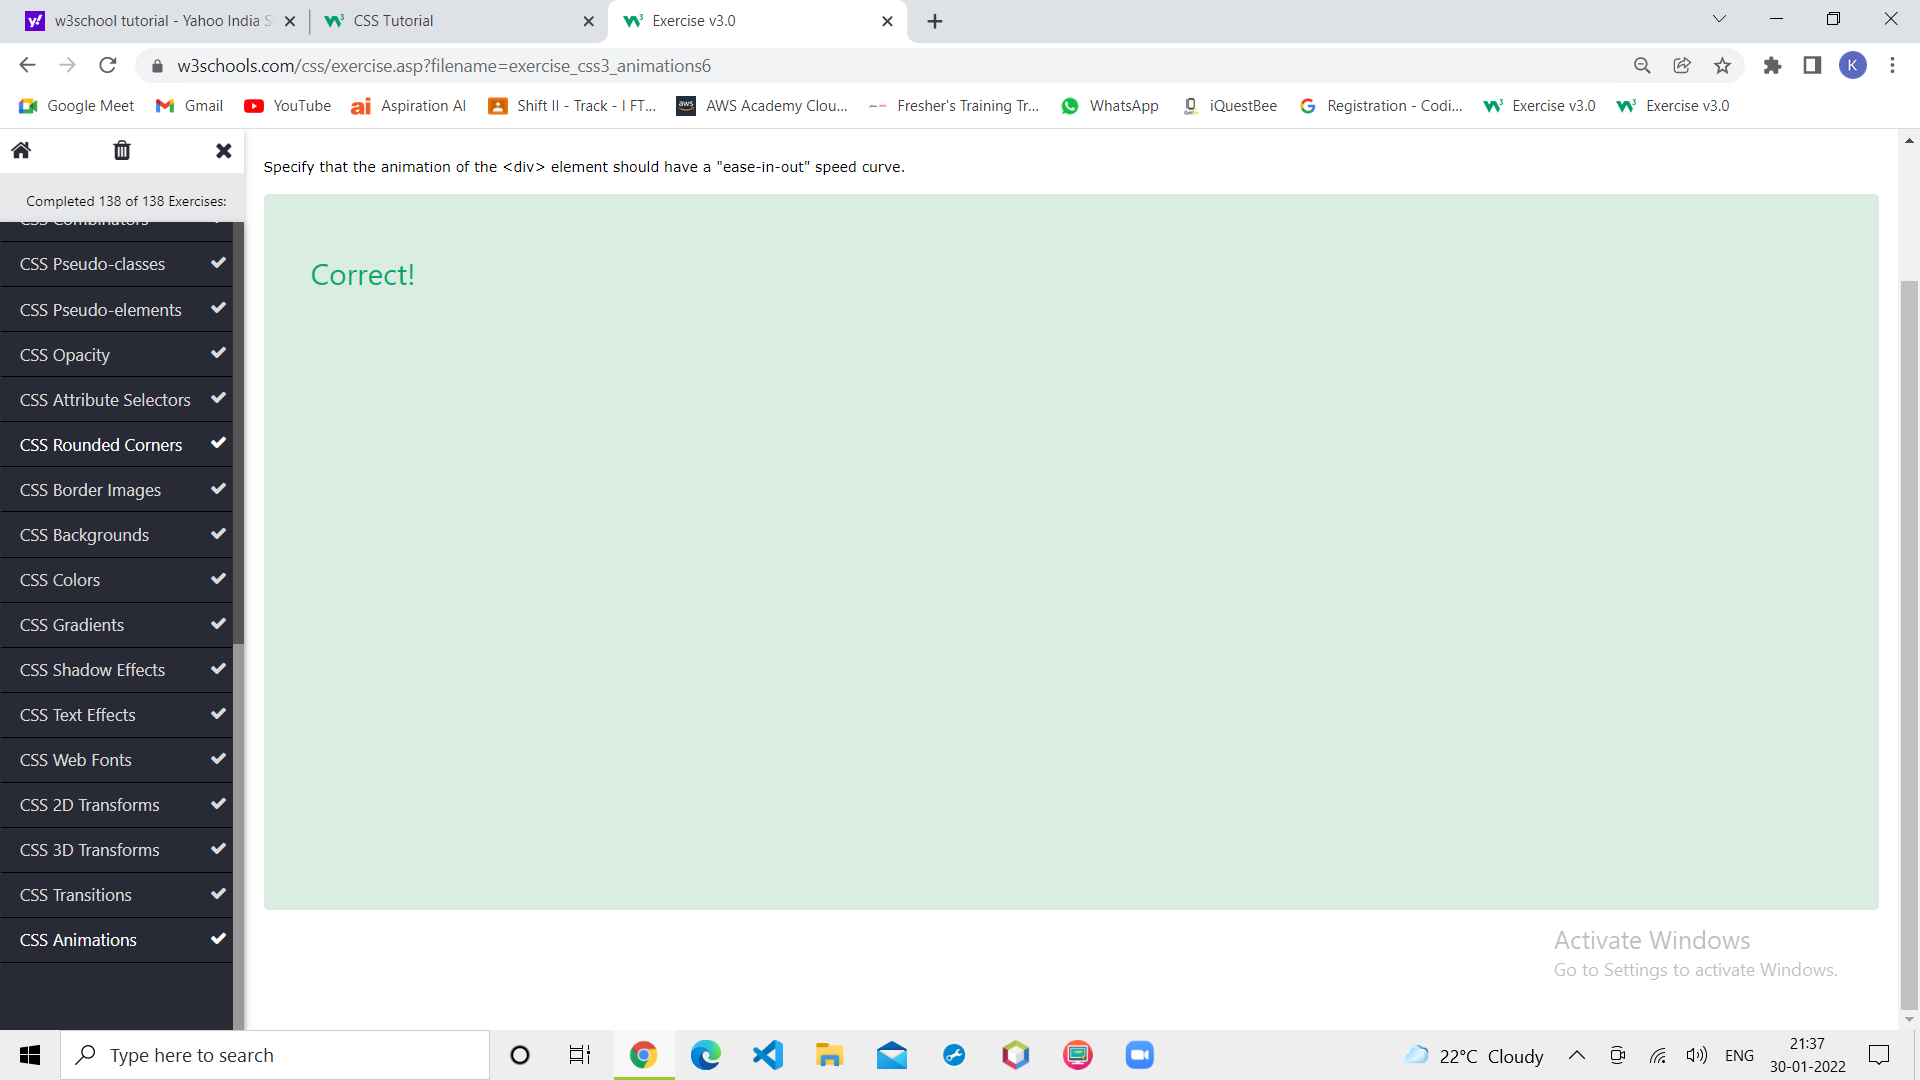 w3school tutorial - Yahoo India S
CSS Tutorial
Exercise v3.0
w3schools.com/css/exercise.asp?filename=exercise_css3_animations6
K
Google Meet
Gmail
YouTube
ai Aspiration AI
Shift II - Track - I FT...
aws AWS Academy Clou...
Fresher's Training Tr...
WhatsApp
iQuestBee
Registration - Codi...
Exercise v3.0
Exercise v3.0
Completed 138 of 138 Exercises:
CSS Combinators
CSS Pseudo-classes
CSS Pseudo-elements
CSS Opacity
CSS Attribute Selectors
CSS Rounded Corners
CSS Border Images
CSS Backgrounds
CSS Colors
CSS Gradients
CSS Shadow Effects
CSS Text Effects
CSS Web Fonts
CSS 2D Transforms
CSS 3D Transforms
CSS Transitions
CSS Animations
Specify that the animation of the <div> element should have a "ease-in-out" speed curve.
Correct!
Activate Windows
Go to Settings to activate Windows.
Type here to search
22°C Cloudy
ENG
21:37
30-01-2022